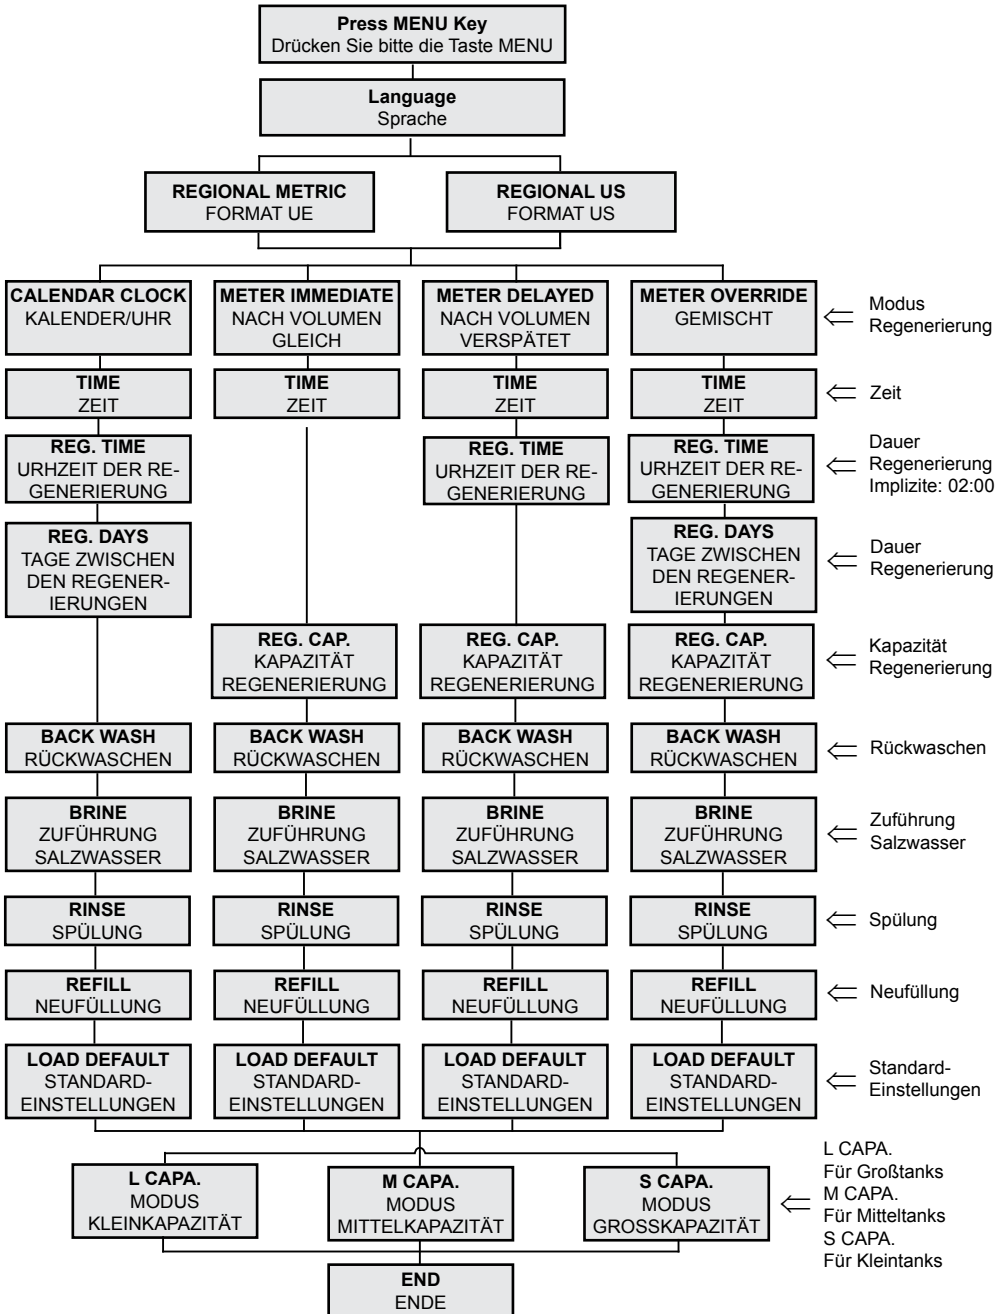 Press MENU Key
Drücken Sie bitte die Taste MENU
Language
Sprache
REGIONAL METRIC
FORMAT UE
REGIONAL US
FORMAT US
CALENDAR CLOCK
KALENDER/UHR
METER IMMEDIATE
NACH VOLUMEN
GLEICH
METER DELAYED
NACH VOLUMEN
VERSPÄTET
METER OVERRIDE
GEMISCHT
Modus
Regenerierung
TIME
ZEIT
TIME
ZEIT
TIME
ZEIT
TIME
ZEIT
Zeit
REG. TIME
URHZEIT DER RE-
GENERIERUNG
REG. TIME
URHZEIT DER RE-
GENERIERUNG
REG. TIME
URHZEIT DER RE-
GENERIERUNG
Dauer
Regenerierung
Implizite: 02:00
REG. DAYS
TAGE ZWISCHEN
DEN REGENER-
IERUNGEN
REG. DAYS
TAGE ZWISCHEN
DEN REGENER-
IERUNGEN
Dauer
Regenerierung
REG. CAP.
KAPAZITÄT
REGENERIERUNG
REG. CAP.
KAPAZITÄT
REGENERIERUNG
REG. CAP.
KAPAZITÄT
REGENERIERUNG
Kapazität
Regenerierung
BACK WASH
RÜCKWASCHEN
BACK WASH
RÜCKWASCHEN
BACK WASH
RÜCKWASCHEN
BACK WASH
RÜCKWASCHEN
Rückwaschen
BRINE
ZUFÜHRUNG
SALZWASSER
BRINE
ZUFÜHRUNG
SALZWASSER
BRINE
ZUFÜHRUNG
SALZWASSER
BRINE
ZUFÜHRUNG
SALZWASSER
Zuführung
Salzwasser
RINSE
SPÜLUNG
RINSE
SPÜLUNG
RINSE
SPÜLUNG
RINSE
SPÜLUNG
Spülung
REFILL
NEUFÜLLUNG
REFILL
NEUFÜLLUNG
REFILL
NEUFÜLLUNG
REFILL
NEUFÜLLUNG
Neufüllung
LOAD DEFAULT
STANDARD-
EINSTELLUNGEN
LOAD DEFAULT
STANDARD-
EINSTELLUNGEN
LOAD DEFAULT
STANDARD-
EINSTELLUNGEN
LOAD DEFAULT
STANDARD-
EINSTELLUNGEN
Standard-
Einstellungen
L CAPA.
MODUS
KLEINKAPAZITÄT
M CAPA.
MODUS
MITTELKAPAZITÄT
S CAPA.
MODUS
GROSSKAPAZITÄT
L CAPA.
Für Großtanks
M CAPA.
Für Mitteltanks
S CAPA.
Für Kleintanks
END
ENDE